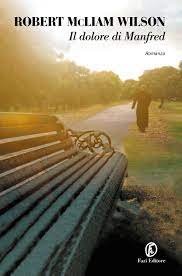 ROBERT McLIAM WILSON
Il dolore di Manfred
Romanzo
Fazi Editore